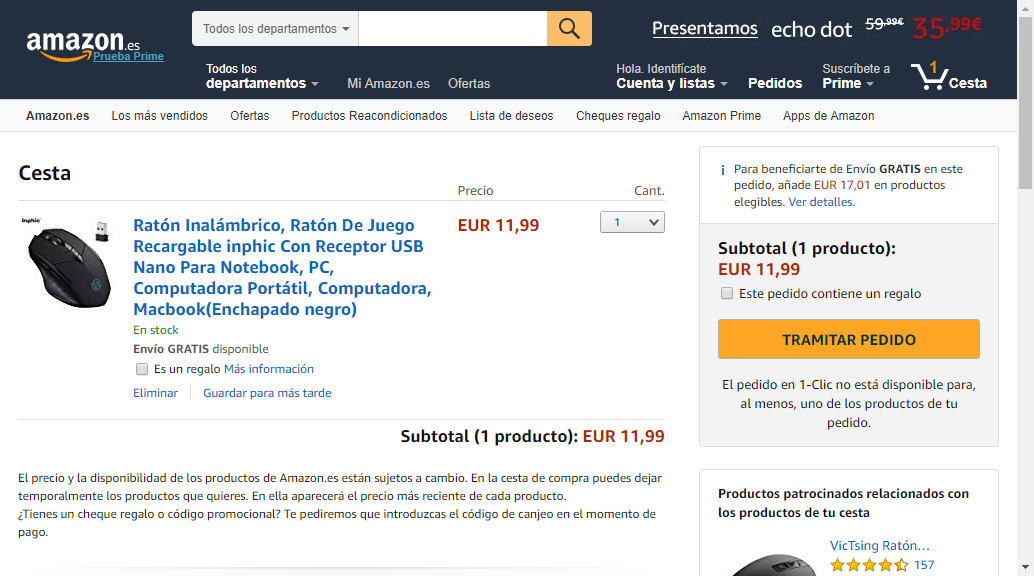 amazon.es
Prueba Prime
Todos los departamentos
Presentamos echo dot 59,99€ 35,99€
Todos los
departamentos
Mi Amazon.es
Ofertas
Hola. Identifícate
Cuenta y listas
Pedidos
Suscríbete a
Prime
1
Cesta
Amazon.es Los más vendidos Ofertas Productos Reacondicionados Lista de deseos Cheques regalo Amazon Prime Apps de Amazon
Cesta
Precio Cant.
inphic
Ratón Inalámbrico, Ratón De Juego
Recargable inphic Con Receptor USB
Nano Para Notebook, PC,
Computadora Portátil, Computadora,
Macbook(Enchapado negro)
EUR 11,99
1
En stock
Envío GRATIS disponible
Es un regalo Más información
Eliminar Guardar para más tarde
Subtotal (1 producto): EUR 11,99
El precio y la disponibilidad de los productos de Amazon.es están sujetos a cambio. En la cesta de compra puedes dejar
temporalmente los productos que quieres. En ella aparecerá el precio más reciente de cada producto.
¿Tienes un cheque regalo o código promocional? Te pediremos que introduzcas el código de canjeo en el momento de
pago.
Para beneficiarte de Envío GRATIS en este
pedido, añade EUR 17,01 en productos
elegibles. Ver detalles.
Subtotal (1 producto):
EUR 11,99
Este pedido contiene un regalo
TRAMITAR PEDIDO
El pedido en 1-Clic no está disponible para,
al menos, uno de los productos de tu
pedido.
Productos patrocinados relacionados con
los productos de tu cesta
VicTsing Ratón…
157